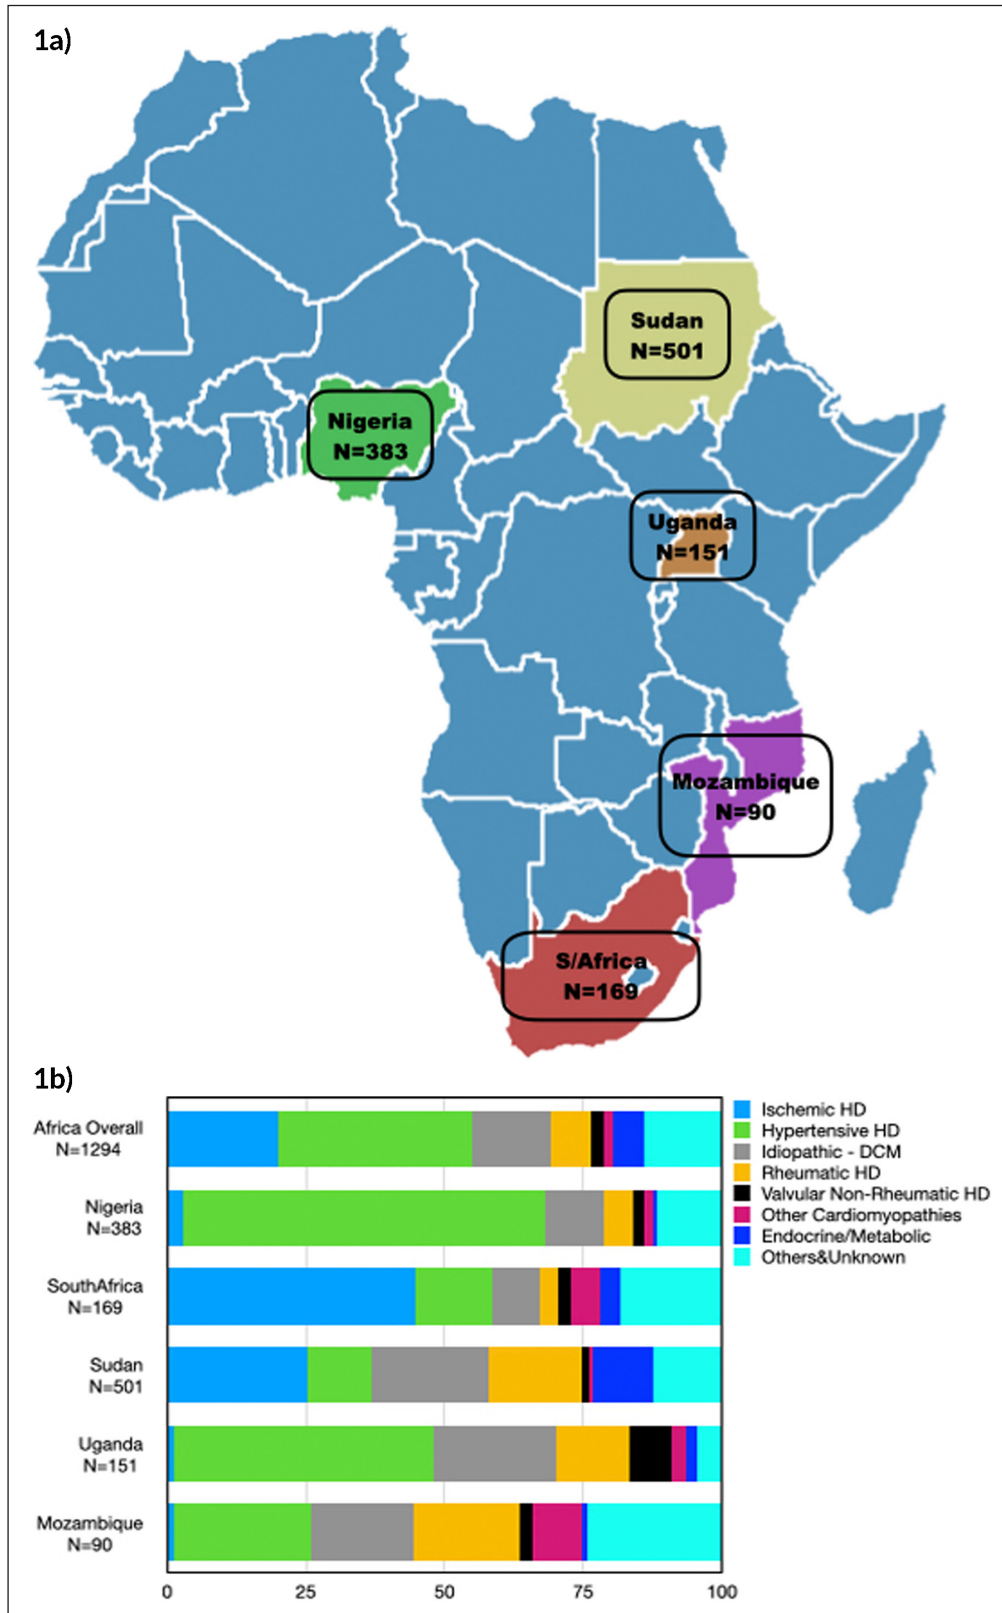 1a)
Sudan
N=501
Nigeria
N=383
Uganda
N=151
Mozambique
N=90
S/Africa
N=169
1b)
Africa Overall
N=1294
Nigeria
N=383
SouthAfrica
N=169
Sudan
N=501
Uganda
N=151
Mozambique
N=90
0 25 50 75 100
Ischemic HD
Hypertensive HD
Idiopathic - DCM
Rheumatic HD
Valvular Non-Rheumatic HD
Other Cardiomyopathies
Endocrine/Metabolic
Others&Unknown